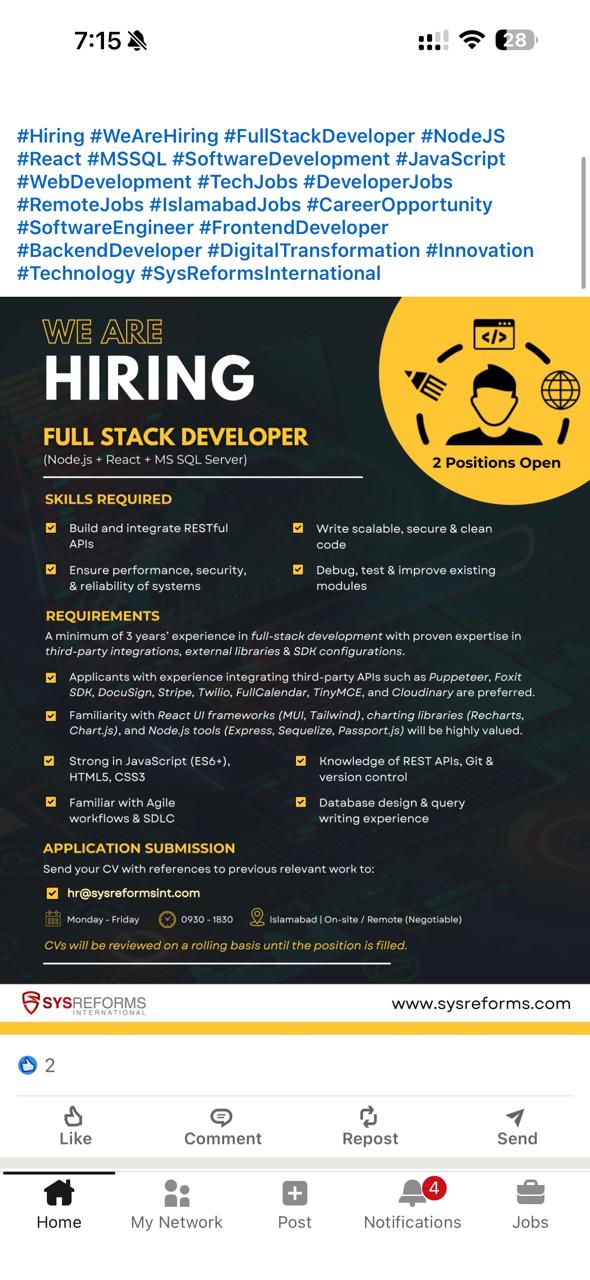 7:15
28
#Hiring #WeAreHiring #FullStackDeveloper #NodeJS
#React #MSSQL #SoftwareDevelopment #JavaScript
#WebDevelopment #TechJobs #DeveloperJobs
#RemoteJobs #IslamabadJobs #CareerOpportunity
#SoftwareEngineer #FrontendDeveloper
#BackendDeveloper #DigitalTransformation #Innovation
#Technology #SysReformsInternational
WE ARE
HIRING
</>
FULL STACK DEVELOPER
(Node.js + React + MS SQL Server)
2 Positions Open
SKILLS REQUIRED
Build and integrate RESTful
APIs
Write scalable, secure & clean
code
Ensure performance, security,
& reliability of systems
Debug, test & improve existing
modules
REQUIREMENTS
A minimum of 3 years' experience in full-stack development with proven expertise in
third-party integrations, external libraries & SDK configurations.
Applicants with experience integrating third-party APIs such as Puppeteer, Foxit
SDK, DocuSign, Stripe, Twilio, FullCalendar, TinyMCE, and Cloudinary are preferred.
Familiarity with React UI frameworks (MUI, Tailwind), charting libraries (Recharts,
Chart.js), and Node.js tools (Express, Sequelize, Passport.js) will be highly valued.
Strong in JavaScript (ES6+),
HTML5, CSS3
Knowledge of REST APIs, Git &
version control
Familiar with Agile
workflows & SDLC
Database design & query
writing experience
APPLICATION SUBMISSION
Send your CV with references to previous relevant work to:
hr@sysreformsint.com
Monday - Friday
0930 - 1830
Islamabad | On-site / Remote (Negotiable)
CVs will be reviewed on a rolling basis until the position is filled.
SYSREFORMS
INTERNATIONAL
www.sysreforms.com
2
Like
Comment
Repost
Send
4
Home
My Network
Post
Notifications
Jobs